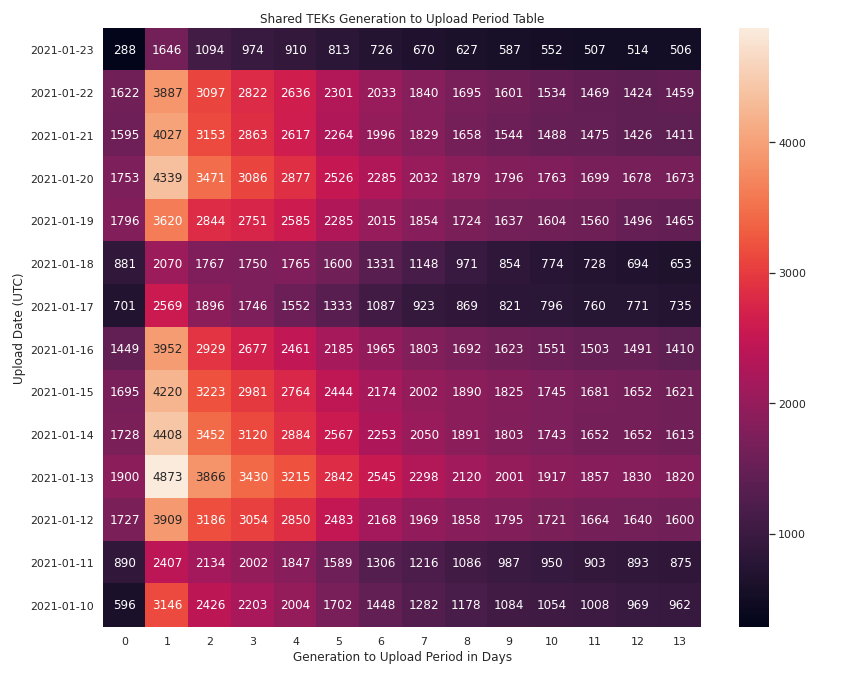 Shared TEKs Generation to Upload Period Table
Upload Date (UTC)
2021-01-23 288 1646 1094 974 910 813 726 670 627 587 552 507 514 506
2021-01-22 1622 3887 3097 2822 2636 2301 2033 1840 1695 1601 1534 1469 1424 1459
2021-01-21 1595 4027 3153 2863 2617 2264 1996 1829 1658 1544 1488 1475 1426 1411
2021-01-20 1753 4339 3471 3086 2877 2526 2285 2032 1879 1796 1763 1699 1678 1673
2021-01-19 1796 3620 2844 2751 2585 2285 2015 1854 1724 1637 1604 1560 1496 1465
2021-01-18 881 2070 1767 1750 1765 1600 1331 1148 971 854 774 728 694 653
2021-01-17 701 2569 1896 1746 1552 1333 1087 923 869 821 796 760 771 735
2021-01-16 1449 3952 2929 2677 2461 2185 1965 1803 1692 1623 1551 1503 1491 1410
2021-01-15 1695 4220 3223 2981 2764 2444 2174 2002 1890 1825 1745 1681 1652 1621
2021-01-14 1728 4408 3452 3120 2884 2567 2253 2050 1891 1803 1743 1652 1652 1613
2021-01-13 1900 4873 3866 3430 3215 2842 2545 2298 2120 2001 1917 1857 1830 1820
2021-01-12 1727 3909 3186 3054 2850 2483 2168 1969 1858 1795 1721 1664 1640 1600
2021-01-11 890 2407 2134 2002 1847 1589 1306 1216 1086 987 950 903 893 875
2021-01-10 596 3146 2426 2203 2004 1702 1448 1282 1178 1084 1054 1008 969 962
0 1 2 3 4 5 6 7 8 9 10 11 12 13
Generation to Upload Period in Days
4000
3000
2000
1000